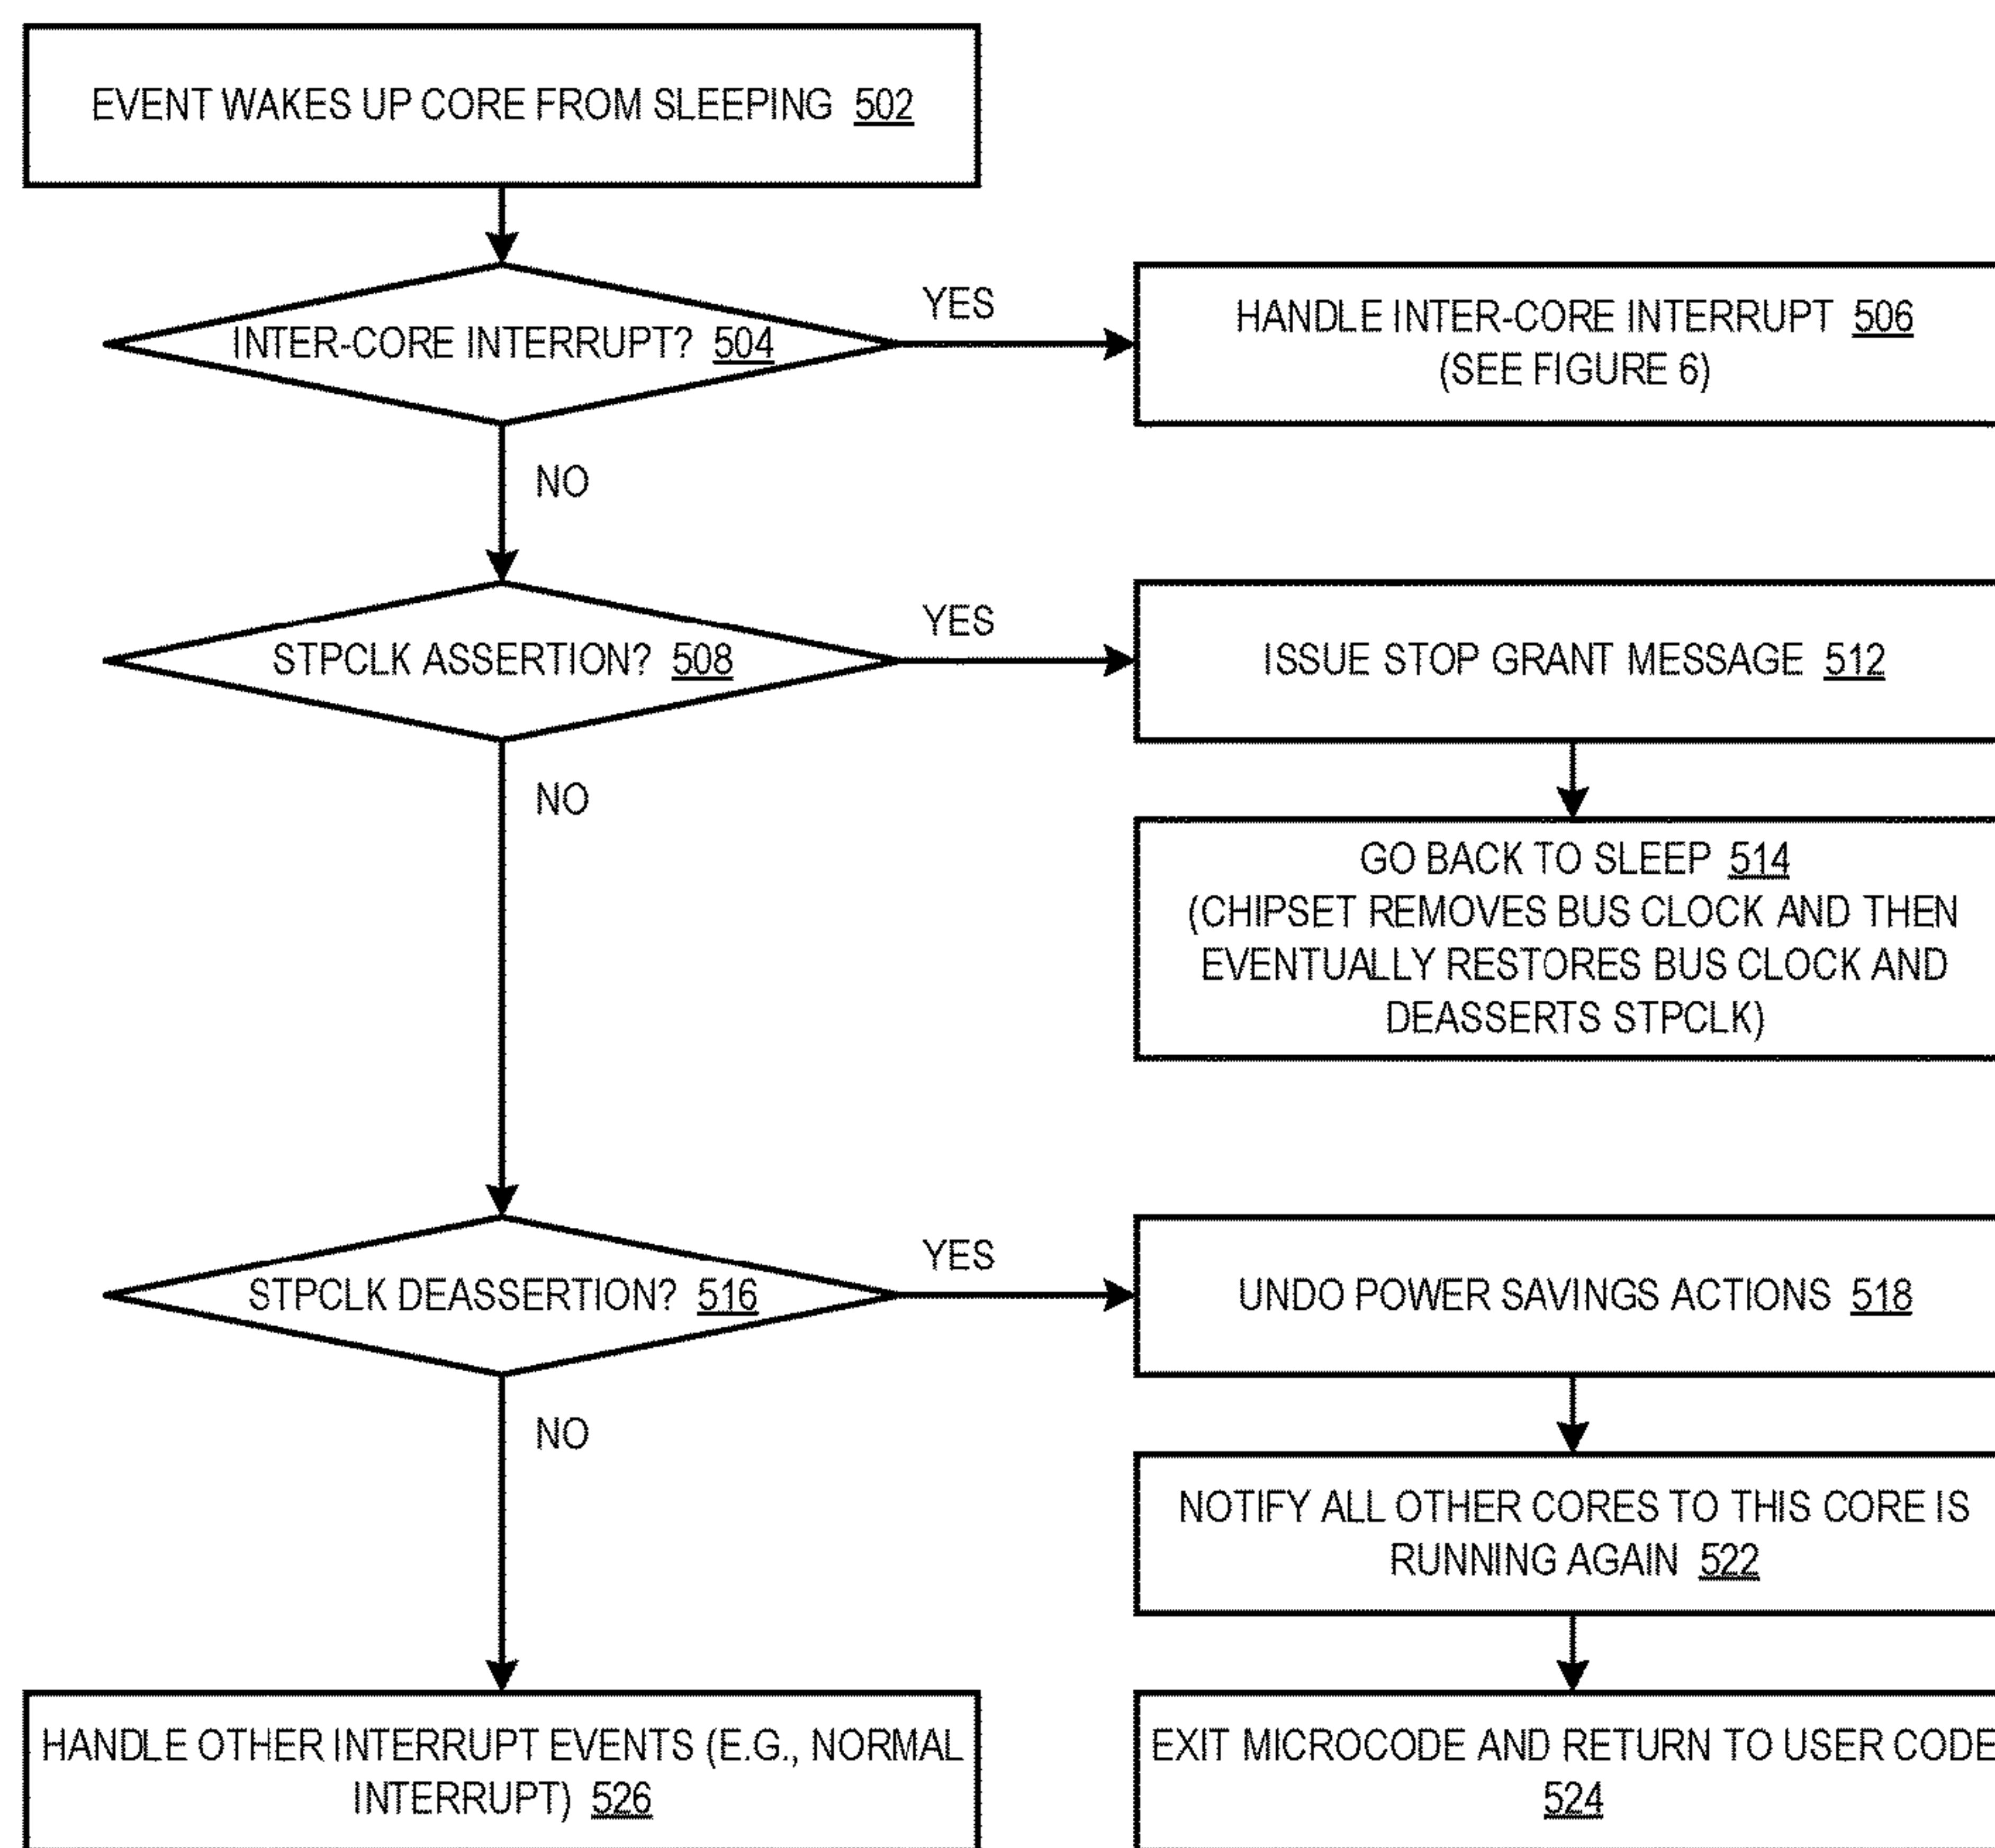 EVENT WAKES UP CORE FROM SLEEPING 502
INTER-CORE INTERRUPT? 504
YES
HANDLE INTER-CORE INTERRUPT 506
(SEE FIGURE 6)
NO
STPCLK ASSERTION? 508
YES
ISSUE STOP GRANT MESSAGE 512
NO
GO BACK TO SLEEP 514
(CHIPSET REMOVES BUS CLOCK AND THEN
EVENTUALLY RESTORES BUS CLOCK AND
DEASSERTS STPCLK)
STPCLK DEASSERTION? 516
YES
UNDO POWER SAVINGS ACTIONS 518
NO
NOTIFY ALL OTHER CORES TO THIS CORE IS
RUNNING AGAIN 522
HANDLE OTHER INTERRUPT EVENTS (E.G., NORMAL
INTERRUPT) 526
EXIT MICROCODE AND RETURN TO USER CODE
524